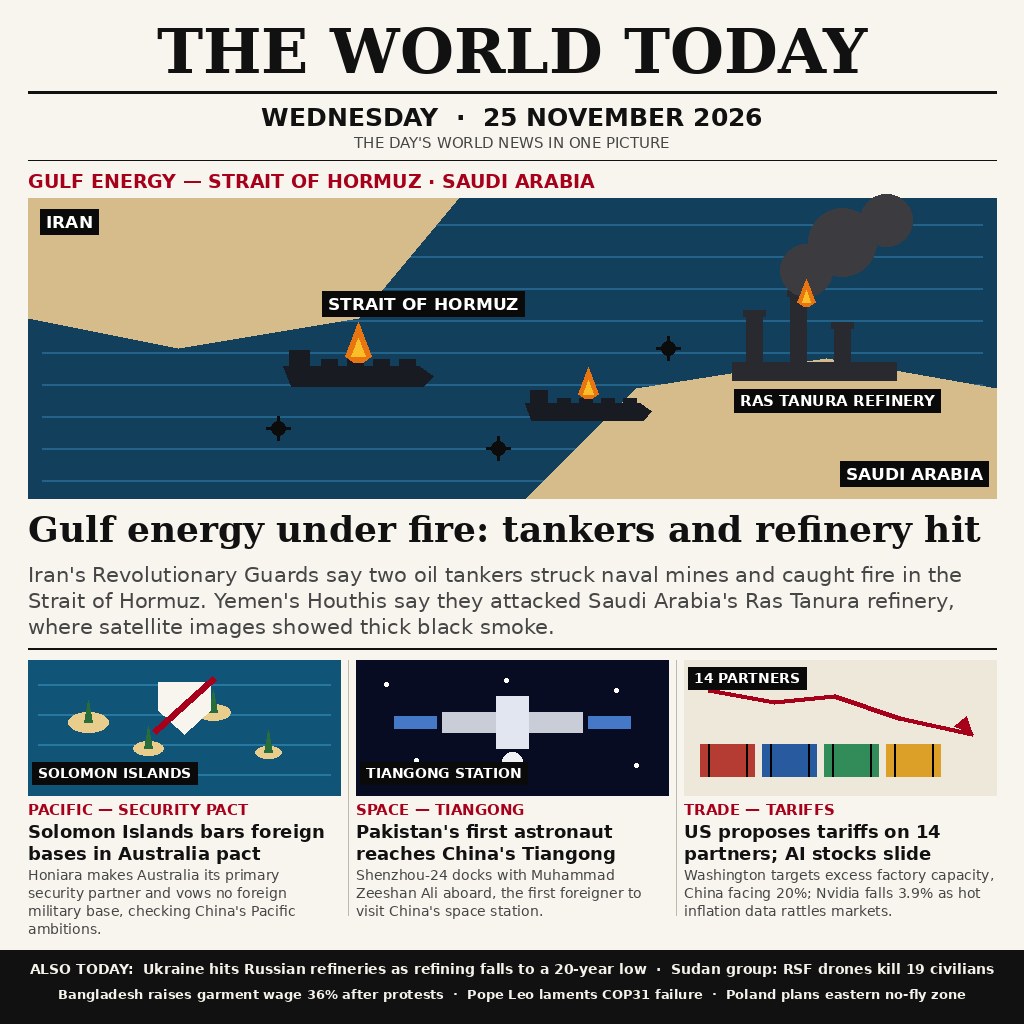 THE WORLD TODAY
WEDNESDAY · 25 NOVEMBER 2026
THE DAY'S WORLD NEWS IN ONE PICTURE
GULF ENERGY — STRAIT OF HORMUZ · SAUDI ARABIA
IRAN
STRAIT OF HORMUZ
RAS TANURA REFINERY
SAUDI ARABIA
Gulf energy under fire: tankers and refinery hit
Iran's Revolutionary Guards say two oil tankers struck naval mines and caught fire in the
Strait of Hormuz. Yemen's Houthis say they attacked Saudi Arabia's Ras Tanura refinery,
where satellite images showed thick black smoke.
SOLOMON ISLANDS
PACIFIC — SECURITY PACT
Solomon Islands bars foreign
bases in Australia pact
Honiara makes Australia its primary
security partner and vows no foreign
military base, checking China's Pacific
ambitions.
TIANGONG STATION
SPACE — TIANGONG
Pakistan's first astronaut
reaches China's Tiangong
Shenzhou-24 docks with Muhammad
Zeeshan Ali aboard, the first foreigner to
visit China's space station.
14 PARTNERS
TRADE — TARIFFS
US proposes tariffs on 14
partners; AI stocks slide
Washington targets excess factory capacity,
China facing 20%; Nvidia falls 3.9% as hot
inflation data rattles markets.
ALSO TODAY: Ukraine hits Russian refineries as refining falls to a 20-year low · Sudan group: RSF drones kill 19 civilians
Bangladesh raises garment wage 36% after protests · Pope Leo laments COP31 failure · Poland plans eastern no-fly zone